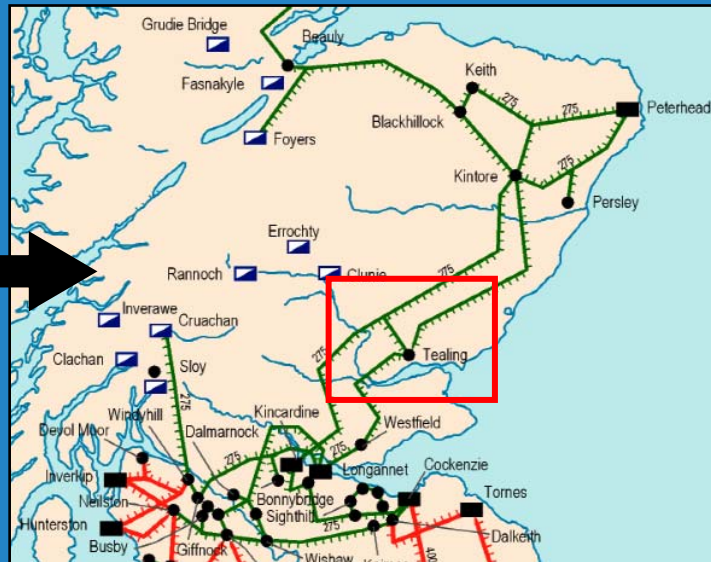 Grudie Bridge
Beauly
Keith
Fasnakyle
275
275
Peterhead
Blackhillock
Foyers
275
Kintore
Persley
Errochty
Rannoch
Clunie
275
Inverawe
Cruachan
Clachan
Sloy
275
Tealing
275
Windyhill
Dalmarnock
Kincardine
Westfield
Devol Moor
275
275
Longannet
Cockenzie
Inverkip
Neilston
Bonnybridge
Tornes
Hunterston
Sighthill
275
Busby
Giffnock
Wishaw
Dalkeith
400